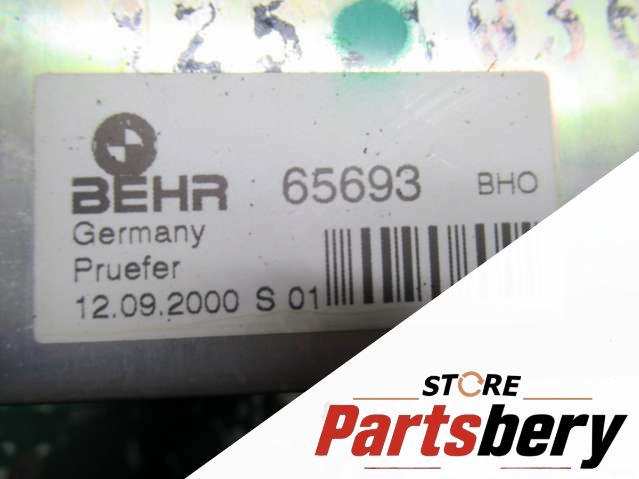 BEHR 65693 BHO
Germany
Pruefer
12.09.2000 S 01
STORE
Partsbery